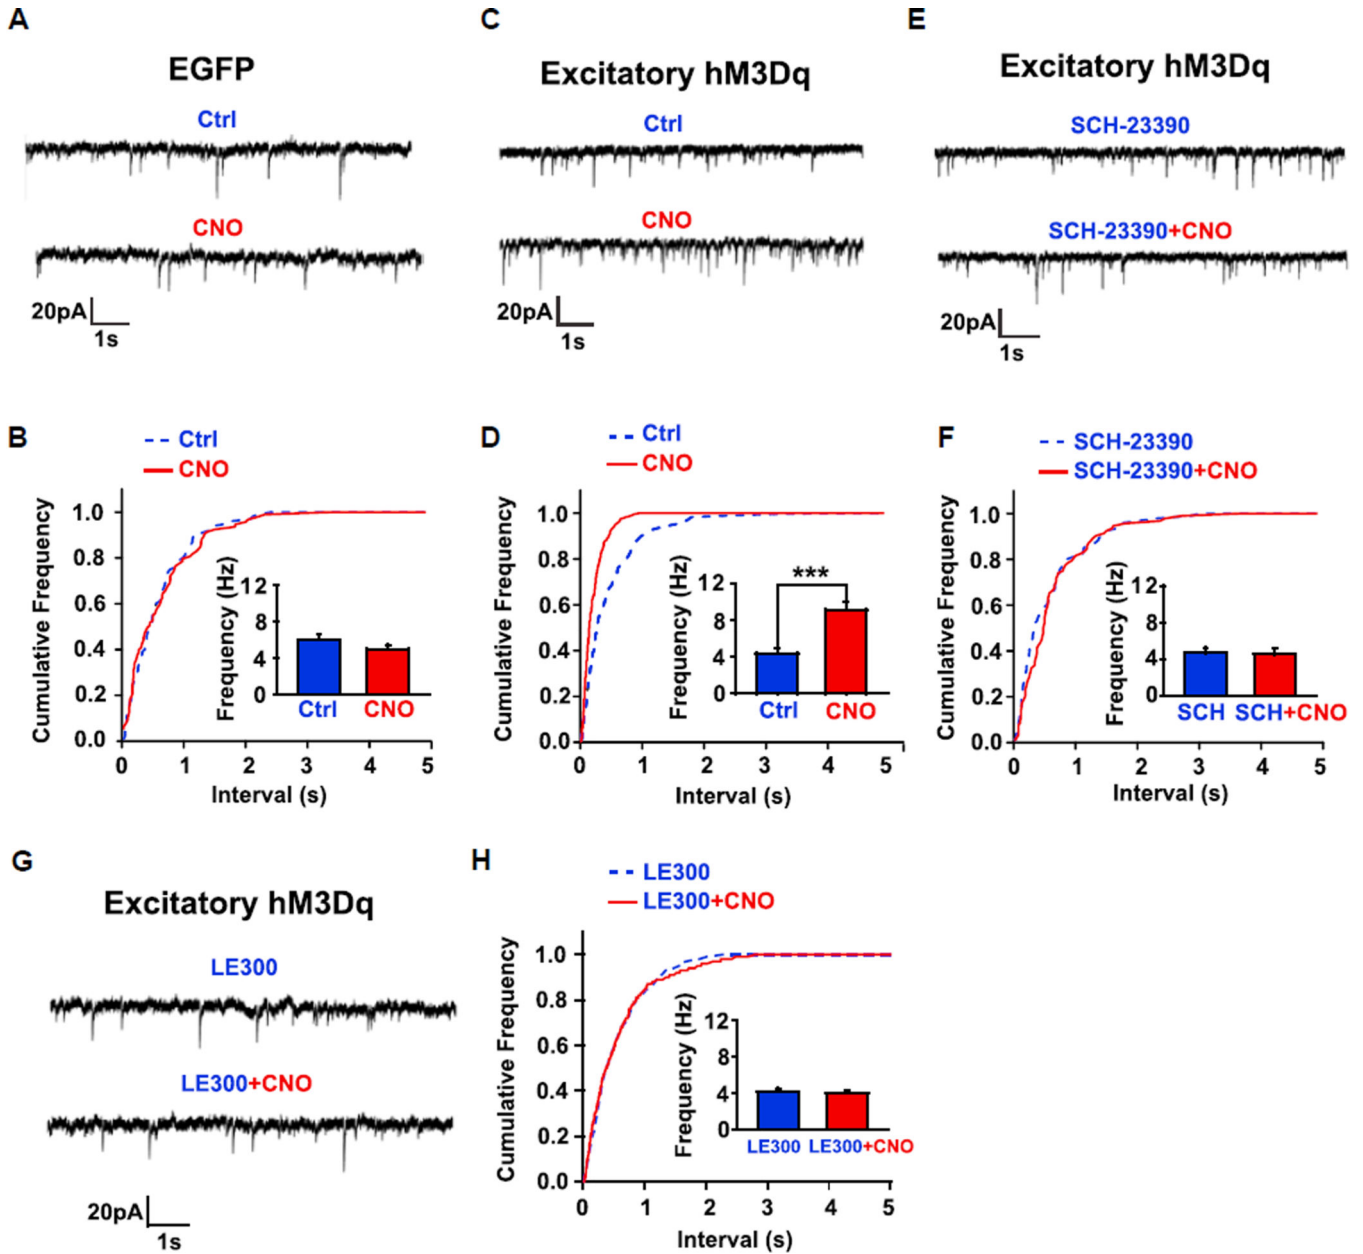 A
EGFP
Ctrl
CNO
20pA
1s
C
Excitatory hM3Dq
Ctrl
CNO
20pA
1s
E
Excitatory hM3Dq
SCH-23390
SCH-23390+CNO
20pA
1s
B
Ctrl
CNO
Cumulative Frequency
1.0
0.8
0.6
0.4
0.2
0.0
0 1 2 3 4 5
Interval (s)
Frequency (Hz)
12
8
4
0
Ctrl CNO
D
Ctrl
CNO
Cumulative Frequency
1.0
0.8
0.6
0.4
0.2
0.0
0 1 2 3 4 5
Interval (s)
Frequency (Hz)
12
8
4
0
***
Ctrl CNO
F
SCH-23390
SCH-23390+CNO
Cumulative Frequency
1.0
0.8
0.6
0.4
0.2
0.0
0 1 2 3 4 5
Interval (s)
Frequency (Hz)
12
8
4
0
SCH SCH+CNO
G
Excitatory hM3Dq
LE300
LE300+CNO
20pA
1s
H
LE300
LE300+CNO
Cumulative Frequency
1.0
0.8
0.6
0.4
0.2
0.0
0 1 2 3 4 5
Interval (s)
Frequency (Hz)
12
8
4
0
LE300 LE300+CNO